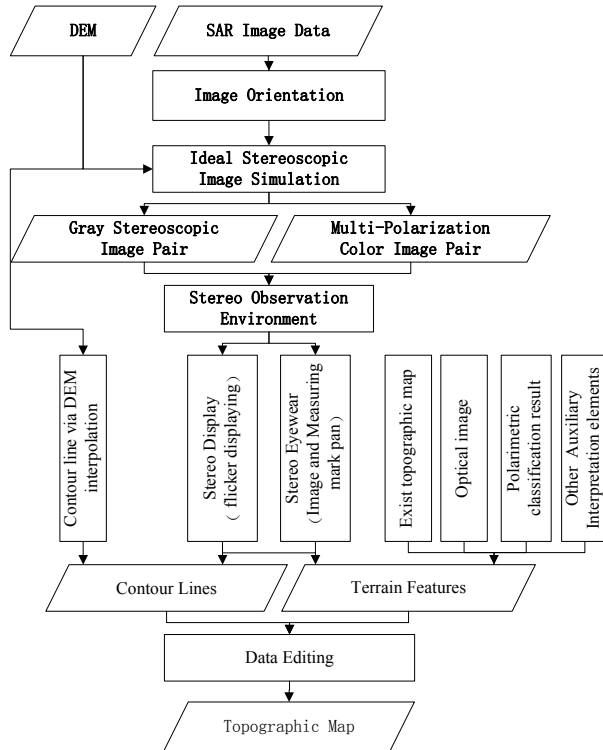 DEM
SAR Image Data
Image Orientation
Ideal Stereoscopic
Image Simulation
Gray Stereoscopic
Image Pair
Multi-Polarization
Color Image Pair
Stereo Observation
Environment
Contour line via DEM
interpolation
Stereo Display
( flicker displaying)
Stereo Eyewear
(Image and Measuring
mark pan)
Exist topographic map
Optical image
Polarimetric
classification result
Other Auxiliary
Interpretation elements
Contour Lines
Terrain Features
Data Editing
Topographic Map